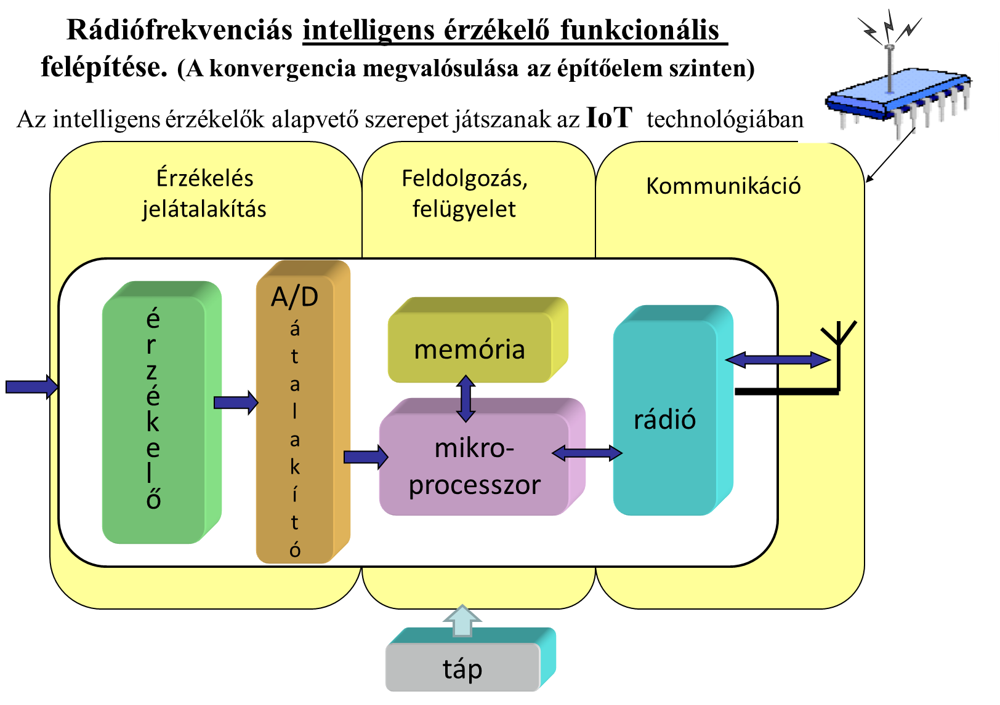 Rádiófrekvenciás intelligens érzékelő funkcionális
felépítése. (A konvergencia megvalósulása az építőelem szinten)
Az intelligens érzékelők alapvető szerepet játszanak az IoT technológiában
Érzékelés
jelátalakítás
Feldolgozás,
felügyelet
Kommunikáció
érzékelő
A/D
átalakító
memória
mikro-
processzor
rádió
táp